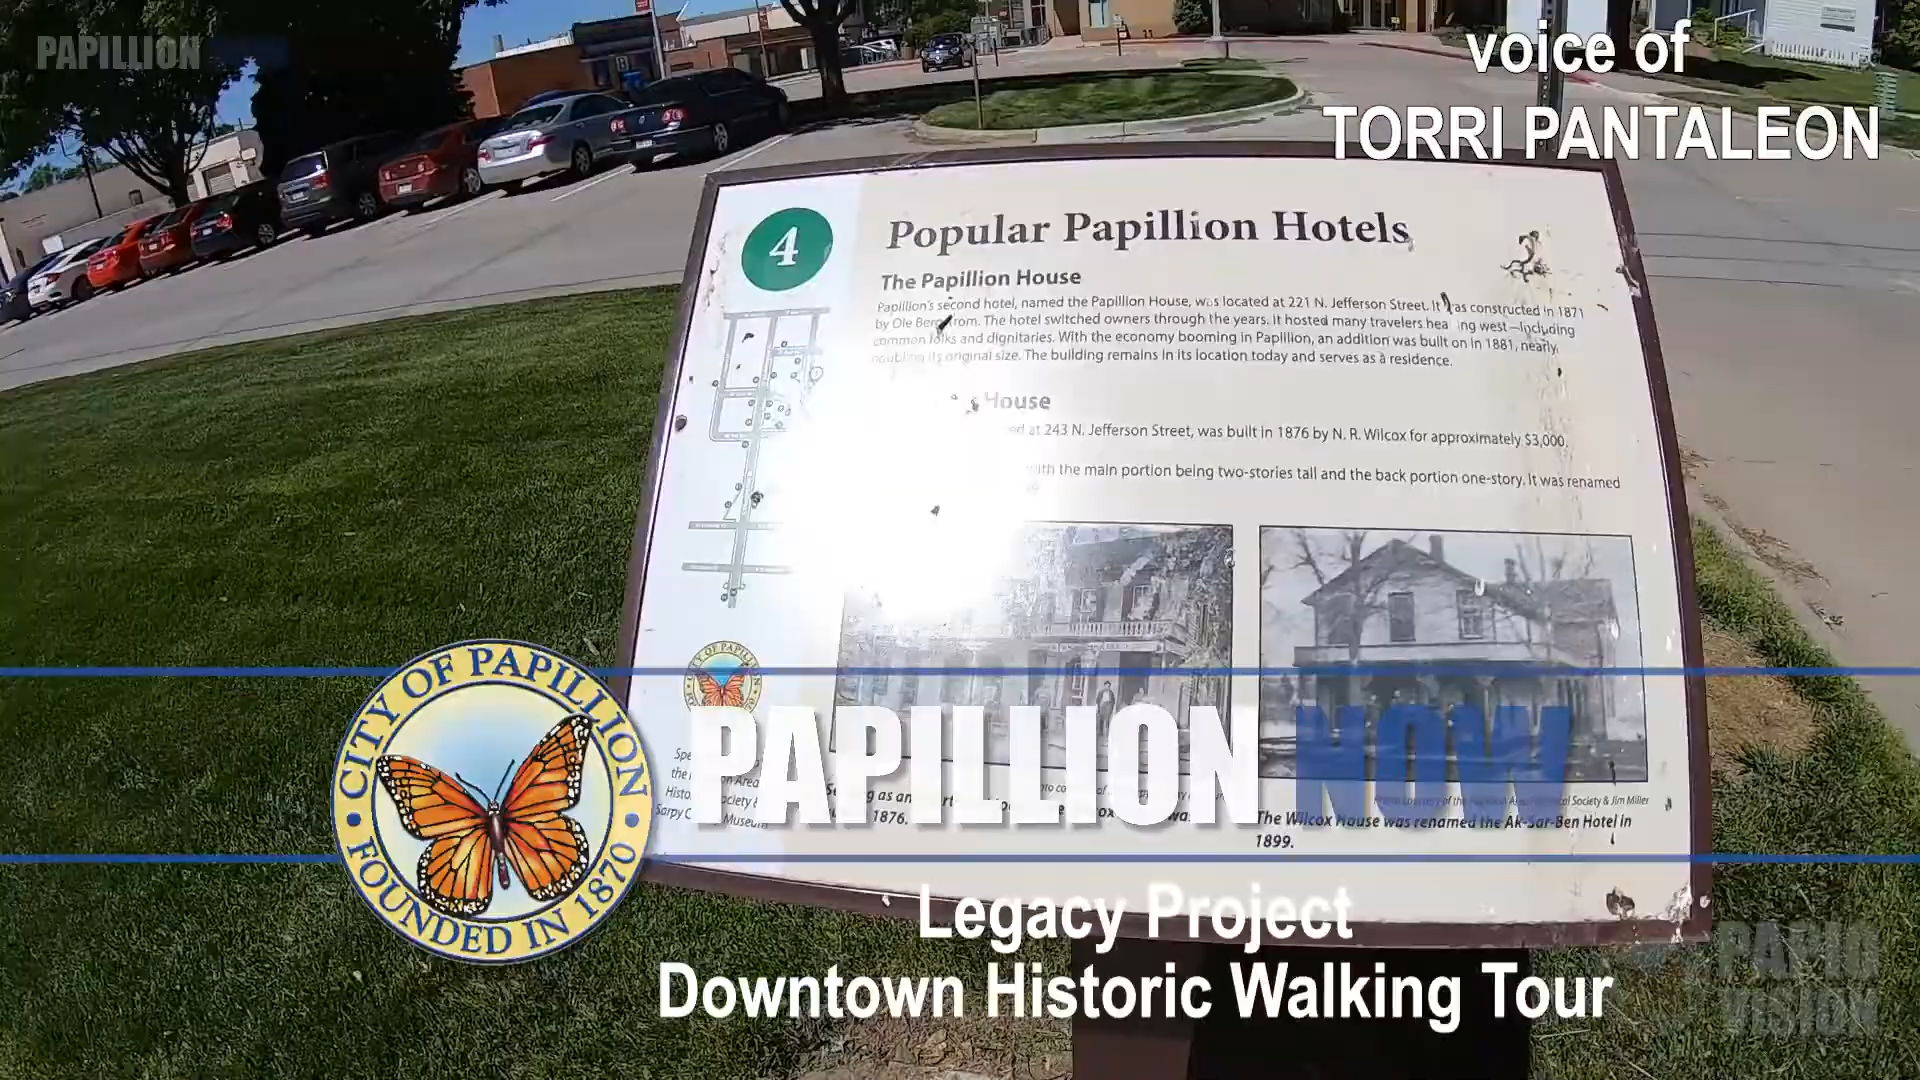 PAPILLION
voice of
TORRI PANTALEON
4
Popular Papillion Hotels
The Papillion House
Papillion's second hotel, named the Papillion House, was located at 221 N. Jefferson Street. It was constructed in 1871
by Ole The hotel switched owners through the years. It hosted many travelers west—including
common folks and dignitaries. With the economy booming in Papillion, an addition was built on in 1881, nearly
doubling its original size. The building remains in its location today and serves as a residence.
House
at 243 N. Jefferson Street, was built in 1876 by N. R. Wilcox for approximately $3,000.
with the main portion being two-stories tall and the back portion one-story. It was renamed
CITY OF PAPILLION
FOUNDED IN 1870
PAPILLION NOW
Society & Jim Miller
1876.
The Wilcox House was renamed the Ak-Sar-Ben Hotel in
1899.
Legacy Project
Downtown Historic Walking Tour
PAPIO
VISION